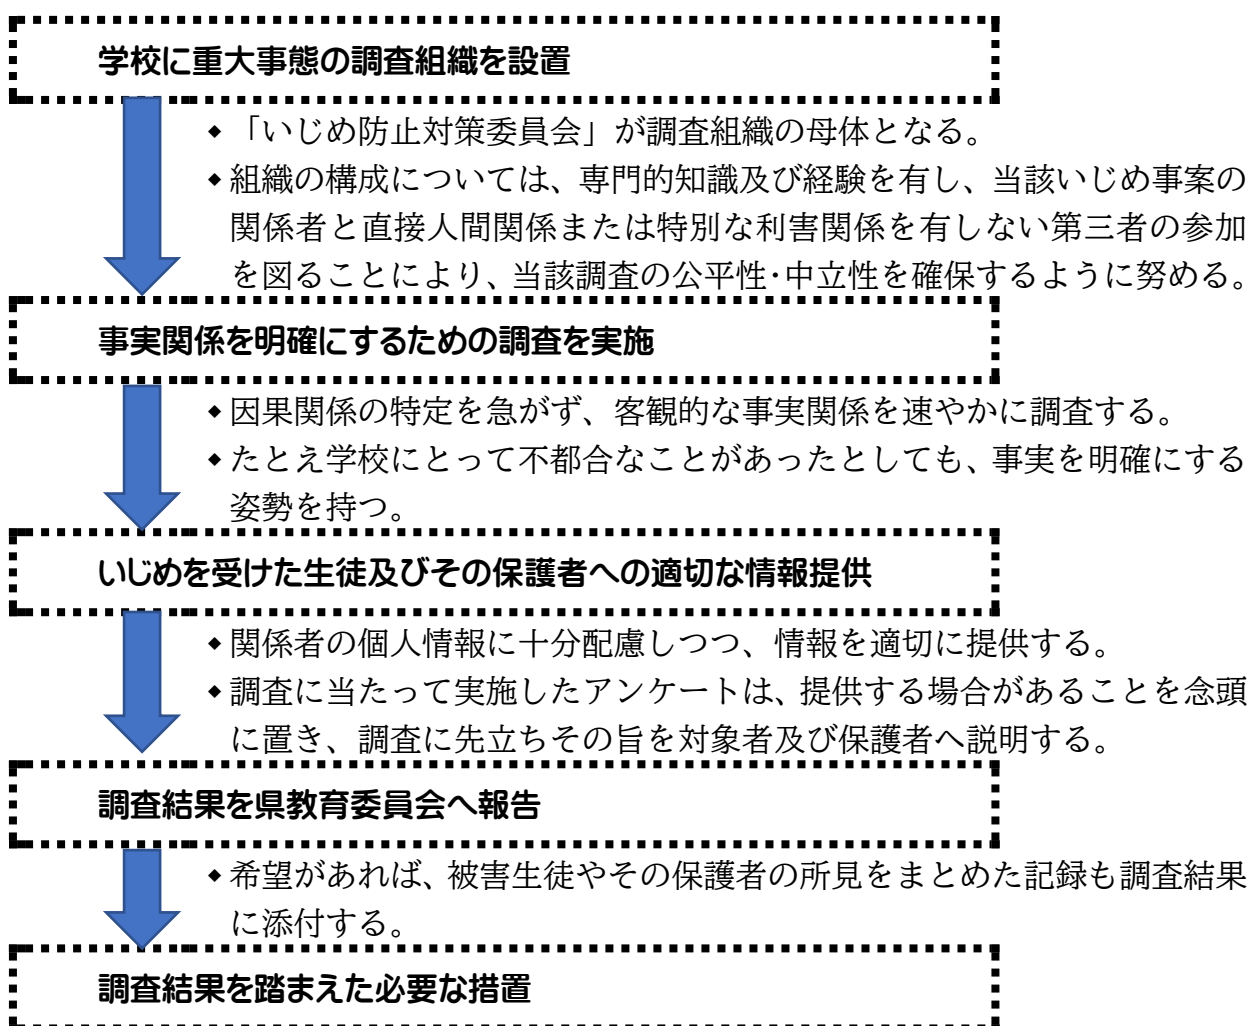 学校に重大事態の調査組織を設置
◆「いじめ防止対策委員会」が調査組織の母体となる。
◆組織の構成については、専門的知識及び経験を有し、当該いじめ事案の
関係者と直接人間関係または特別な利害関係を有しない第三者の参加
を図ることにより、当該調査の公平性･中立性を確保するように努める。
事実関係を明確にするための調査を実施
◆因果関係の特定を急がず、客観的な事実関係を速やかに調査する。
◆たとえ学校にとって不都合なことがあったとしても、事実を明確にする
姿勢を持つ。
いじめを受けた生徒及びその保護者への適切な情報提供
◆関係者の個人情報に十分配慮しつつ、情報を適切に提供する。
◆調査に当たって実施したアンケートは、提供する場合があることを念頭
に置き、調査に先立ちその旨を対象者及び保護者へ説明する。
調査結果を県教育委員会へ報告
◆希望があれば、被害生徒やその保護者の所見をまとめた記録も調査結果
に添付する。
調査結果を踏まえた必要な措置